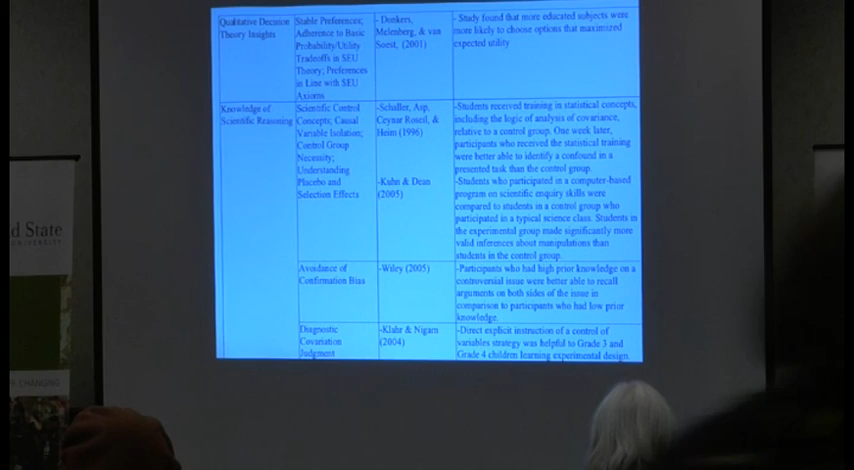 Qualitative Decision
Theory Insights
Stable Preferences;
Adherence to Basic
Probability/Utility
Tradeoffs in SEU
Theory; Preferences
in Line with SEU
Axioms
- Donkers,
Melenberg, & van
Soest, (2001)
- Study found that more educated subjects were
more likely to choose options that maximized
expected utility
Knowledge of
Scientific Reasoning
Scientific Control
Concepts; Causal
Variable Isolation;
Control Group
Necessity;
Understanding
Placebo and
Selection Effects
-Schaller, Asp,
Heim (1996)
-Kuhn & Dean
(2005)
-Students received training in statistical concepts,
including the logic of analysis of covariance,
relative to a control group. One week later,
participants who received the statistical training
were better able to identify a confound in a
presented task than the control group.
-Students who participated in a computer-based
program on scientific enquiry skills were
compared to students in a control group who
participated in a typical science class. Students in
the experimental group made significantly more
valid inferences about manipulations than
students in the control group.
Avoidance of
Confirmation Bias
-Wiley (2005)
-Participants who had high prior knowledge on a
controversial issue were better able to recall
arguments on both sides of the issue in
comparison to participants who had low prior
knowledge.
Diagnostic
Covariation
Judgment
-Klahr & Nigam
(2004)
-Direct explicit instruction of a control of
variables strategy was helpful to Grade 3 and
Grade 4 children learning experimental design.
d State
UNIVERSITY
CHANGING